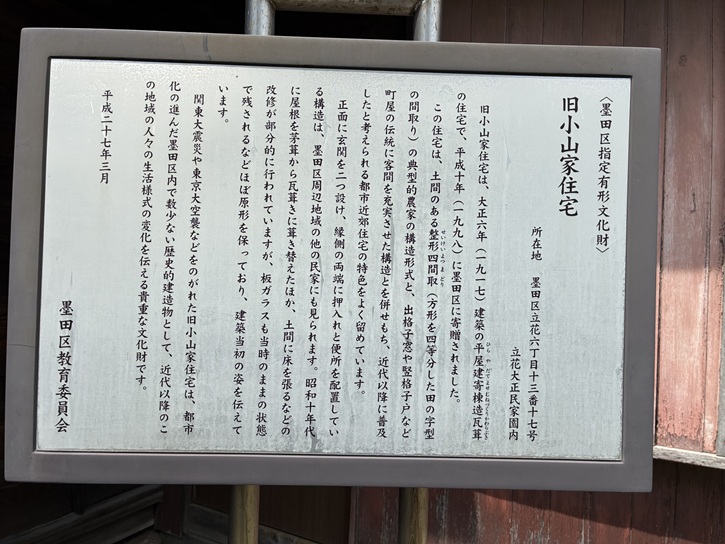 〈墨田区指定有形文化財〉
旧小山家住宅
所在地 墨田区立花六丁目十三番十七号
立花大正民家園内
旧小山家住宅は、大正六年（一九一七）建築の平屋建寄棟造瓦葺
の住宅で、平成十年（一九九八）に墨田区に寄贈されました。
この住宅は、土間のある整形四間取（方形を四等分した田の字型
の間取り）の典型的農家の構造形式と、出格子窓や竪格子戸など
町屋の伝統に客間を充実させた構造とを併せもち、近代以降に普及
したと考えられる都市近郊住宅の特色をよく留めています。
正面に玄関を二つ設け、縁側の両端に押入れと便所を配置してい
る構造は、墨田区周辺地域の他の民家にも見られます。昭和十年代
に屋根を茅葺から瓦葺きに葺き替えたほか、土間に床を張るなどの
改修が部分的に行われていますが、板ガラスも当時のままの状態
で残されるなどほぼ原形を保っており、建築当初の姿を伝えて
います。
関東大震災や東京大空襲などをのがれた旧小山家住宅は、都市
化の進んだ墨田区内で数少ない歴史的建造物として、近代以降のこ
の地域の人々の生活様式の変化を伝える貴重な文化財です。
平成二十七年三月
墨田区教育委員会